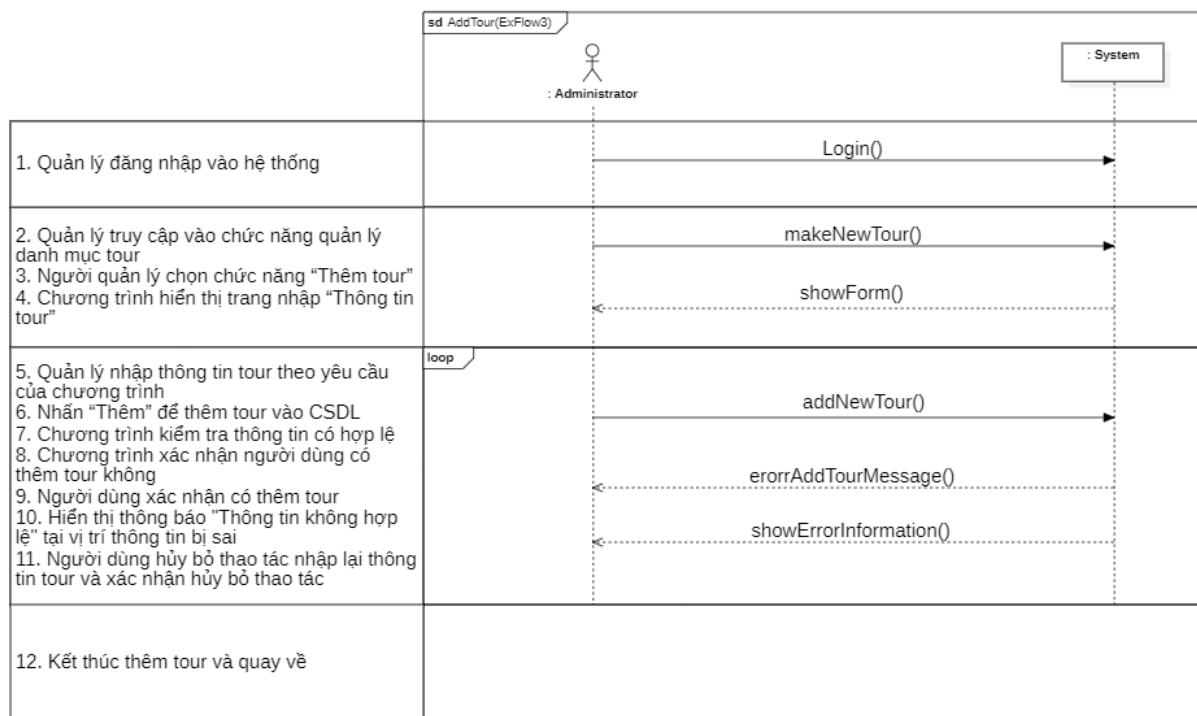 sd AddTour(ExFlow3)
: Administrator
: System
1. Quản lý đăng nhập vào hệ thống
Login()
2. Quản lý truy cập vào chức năng quản lý
danh mục tour
3. Người quản lý chọn chức năng “Thêm tour”
4. Chương trình hiển thị trang nhập “Thông tin
tour”
makeNewTour()
showForm()
loop
5. Quản lý nhập thông tin tour theo yêu cầu
của chương trình
6. Nhấn “Thêm” để thêm tour vào CSDL
7. Chương trình kiểm tra thông tin có hợp lệ
8. Chương trình xác nhận người dùng có
thêm tour không
9. Người dùng xác nhận có thêm tour
10. Hiển thị thông báo "Thông tin không hợp
lệ" tại vị trí thông tin bị sai
11. Người dùng hủy bỏ thao tác nhập lại thông
tin tour và xác nhận hủy bỏ thao tác
addNewTour()
erorrAddTourMessage()
showErrorInformation()
12. Kết thúc thêm tour và quay về